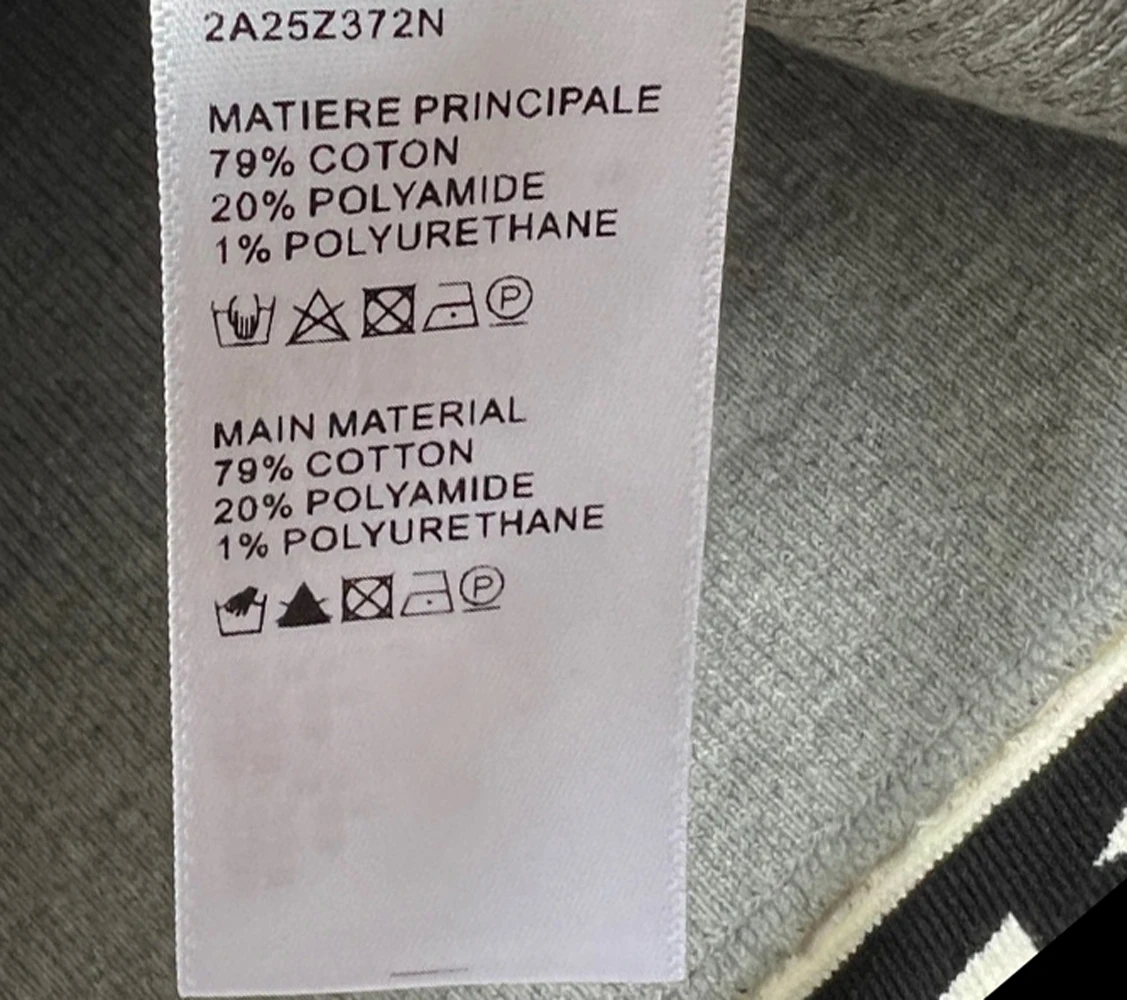 2A25Z372N
MATIERE PRINCIPALE
79% COTON
20% POLYAMIDE
1% POLYURETHANE
P
MAIN MATERIAL
79% COTTON
20% POLYAMIDE
1% POLYURETHANE
P